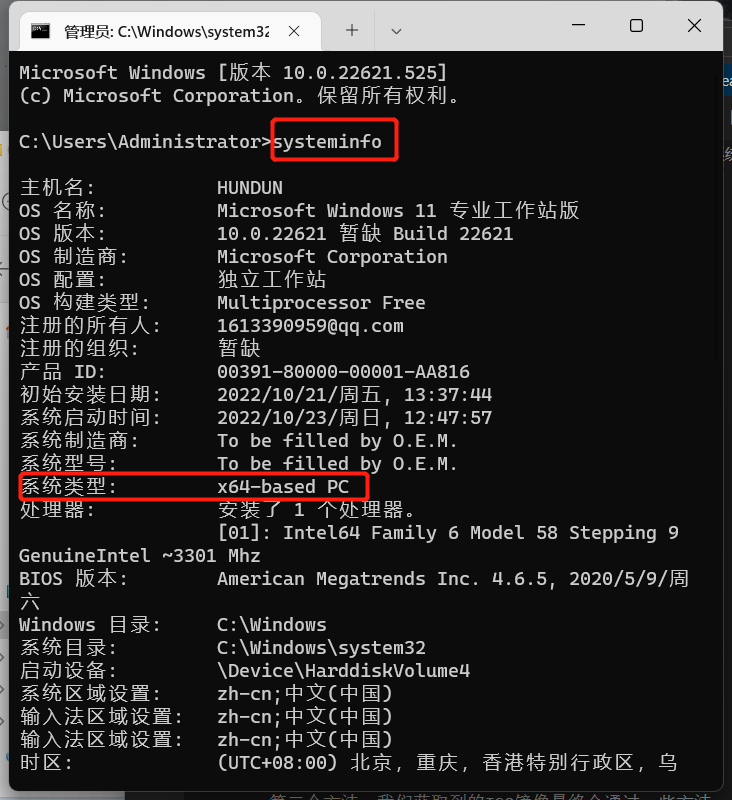 管理员: C:\Windows\system32
Microsoft Windows [版本 10.0.22621.525]
(c) Microsoft Corporation。保留所有权利。
C:\Users\Administrator>systeminfo
主机名: HUNDUN
OS 名称: Microsoft Windows 11 专业工作站版
OS 版本: 10.0.22621 暂缺 Build 22621
OS 制造商: Microsoft Corporation
OS 配置: 独立工作站
OS 构建类型: Multiprocessor Free
注册的所有人: 1613390959@qq.com
注册的组织: 暂缺
产品 ID: 00391-80000-00001-AA816
初始安装日期: 2022/10/21/周五, 13:37:44
系统启动时间: 2022/10/23/周日, 12:47:57
系统制造商: To be filled by O.E.M.
系统型号: To be filled by O.E.M.
系统类型: x64-based PC
处理器: 安装了 1 个处理器。
[01]: Intel64 Family 6 Model 58 Stepping 9
GenuineIntel ~3301 Mhz
BIOS 版本: American Megatrends Inc. 4.6.5, 2020/5/9/周
六
Windows 目录: C:\Windows
系统目录: C:\Windows\system32
启动设备: \Device\HarddiskVolume4
系统区域设置: zh-cn;中文(中国)
输入法区域设置: zh-cn;中文(中国)
输入法区域设置: zh-cn;中文(中国)
时区: (UTC+08:00) 北京，重庆，香港特别行政区，乌